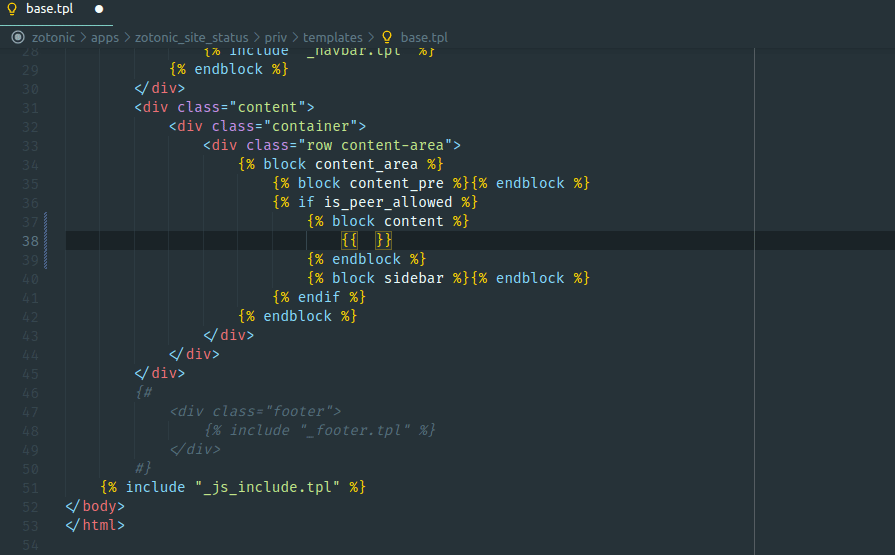 base.tpl
zotonic > apps > zotonic_site_status > priv > templates > base.tpl
28 {% include "_navbar.tpl" %}
29 {% endblock %}
30 </div>
31 <div class="content">
32 <div class="container">
33 <div class="row content-area">
34 {% block content_area %}
35 {% block content_pre %}{% endblock %}
36 {% if is_peer_allowed %}
37 {% block content %}
38 {{ }}
39 {% endblock %}
40 {% block sidebar %}{% endblock %}
41 {% endif %}
42 {% endblock %}
43 </div>
44 </div>
45 </div>
46 {#
47 <div class="footer">
48 {% include "_footer.tpl" %}
49 </div>
50 #}
51 {% include "_js_include.tpl" %}
52 </body>
53 </html>
54